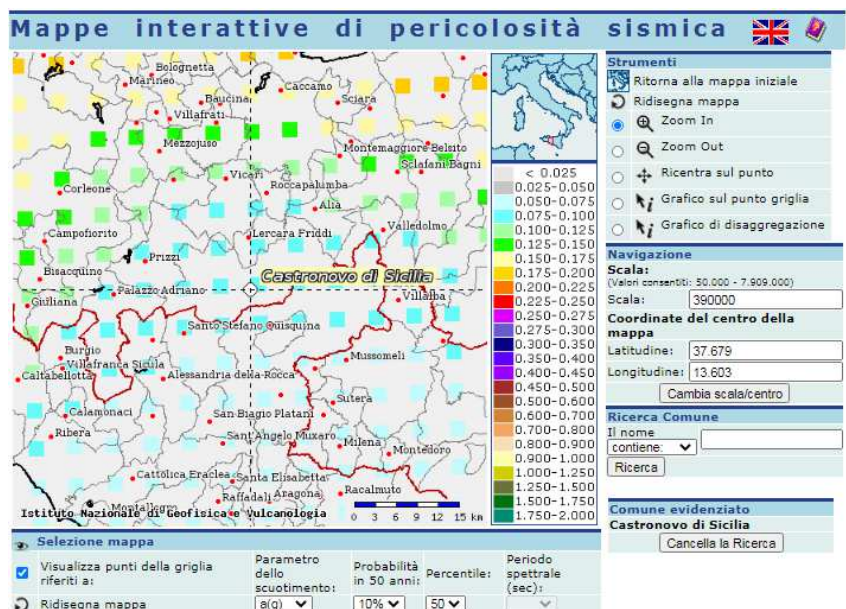 Mappe interattive di pericolosità sismica
Bolognetta
Marineo
Caccamo
Baucina
Sciara
Villafrati
Mezzojuso
Montemaggiore Belsito
Sclafani Bagni
Vicari
Corleone
Roccapalumba
Alia
Campofiorito
Lercara Friddi
Valledolmo
Prizzi
Bisacquino
Castronovo di Sicilia
Palazzo Adriano
Villalba
Giuliana
Santo Stefano Quisquina
Burgio
Mussomeli
Villafranca Sicula
Caltabellotta
Alessandria della Rocca
Sutera
Calamonaci
San Biagio Platani
Ribera
Sant'Angelo Muxaro
Milena
Montedoro
Cattolica Eraclea
Santa Elisabetta
Raffadali
Aragona
Racalmuto
Montallegro
Istituto Nazionale di Geofisica e Vulcanologia
0 3 6 9 12 15 km
< 0.025
0.025-0.050
0.050-0.075
0.075-0.100
0.100-0.125
0.125-0.150
0.150-0.175
0.175-0.200
0.200-0.225
0.225-0.250
0.250-0.275
0.275-0.300
0.300-0.350
0.350-0.400
0.400-0.450
0.450-0.500
0.500-0.600
0.600-0.700
0.700-0.800
0.800-0.900
0.900-1.000
1.000-1.250
1.250-1.500
1.500-1.750
1.750-2.000
Strumenti
Ritorna alla mappa iniziale
Ridisegna mappa
Zoom In
Zoom Out
Ricentra sul punto
Grafico sul punto griglia
Grafico di disaggregazione
Navigazione
Scala:
(Valori consentiti: 50.000 - 7.909.000)
Scala: 390000
Coordinate del centro della
mappa
Latitudine: 37.679
Longitudine: 13.603
Cambia scala/centro
Ricerca Comune
Il nome
contiene:
Ricerca
Comune evidenziato
Castronovo di Sicilia
Cancella la Ricerca
Selezione mappa
Visualizza punti della griglia
riferiti a:
Parametro
dello
scuotimento:
Probabilità
in 50 anni:
Percentile:
Periodo
spettrale
(sec):
Ridisegna mappa
a(g) 10% 50